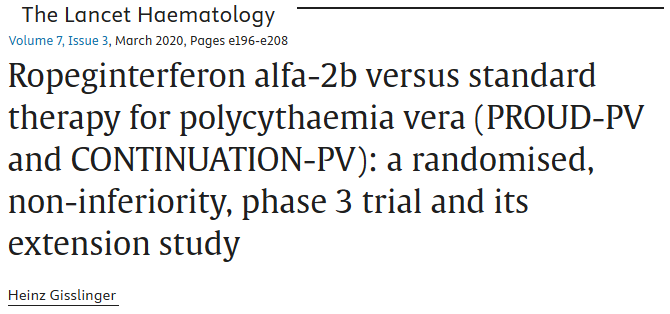 The Lancet Haematology
Volume 7, Issue 3, March 2020, Pages e196-e208
Ropeginterferon alfa-2b versus standard
therapy for polycythaemia vera (PROUD-PV
and CONTINUATION-PV): a randomised,
non-inferiority, phase 3 trial and its
extension study
Heinz Gisslinger